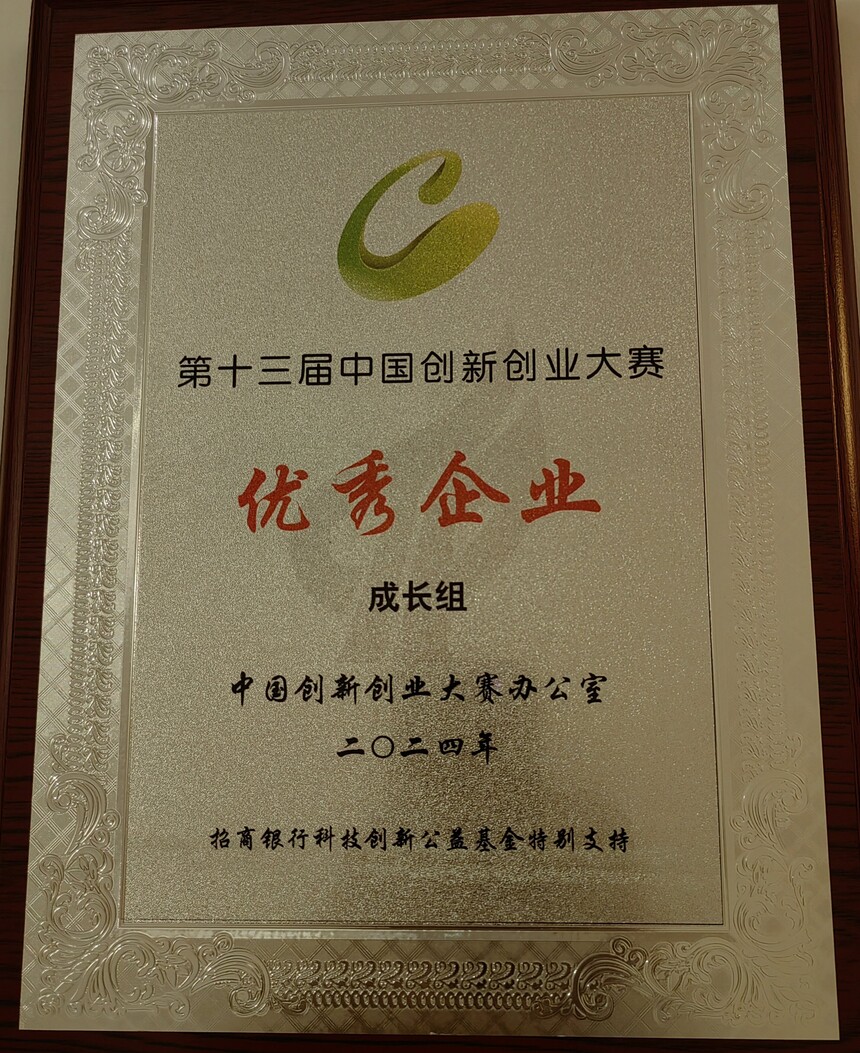 第十三届中国创新创业大赛
优秀企业
成长组
中国创新创业大赛办公室
二〇二四年
招商银行科技创新公益基金特别支持